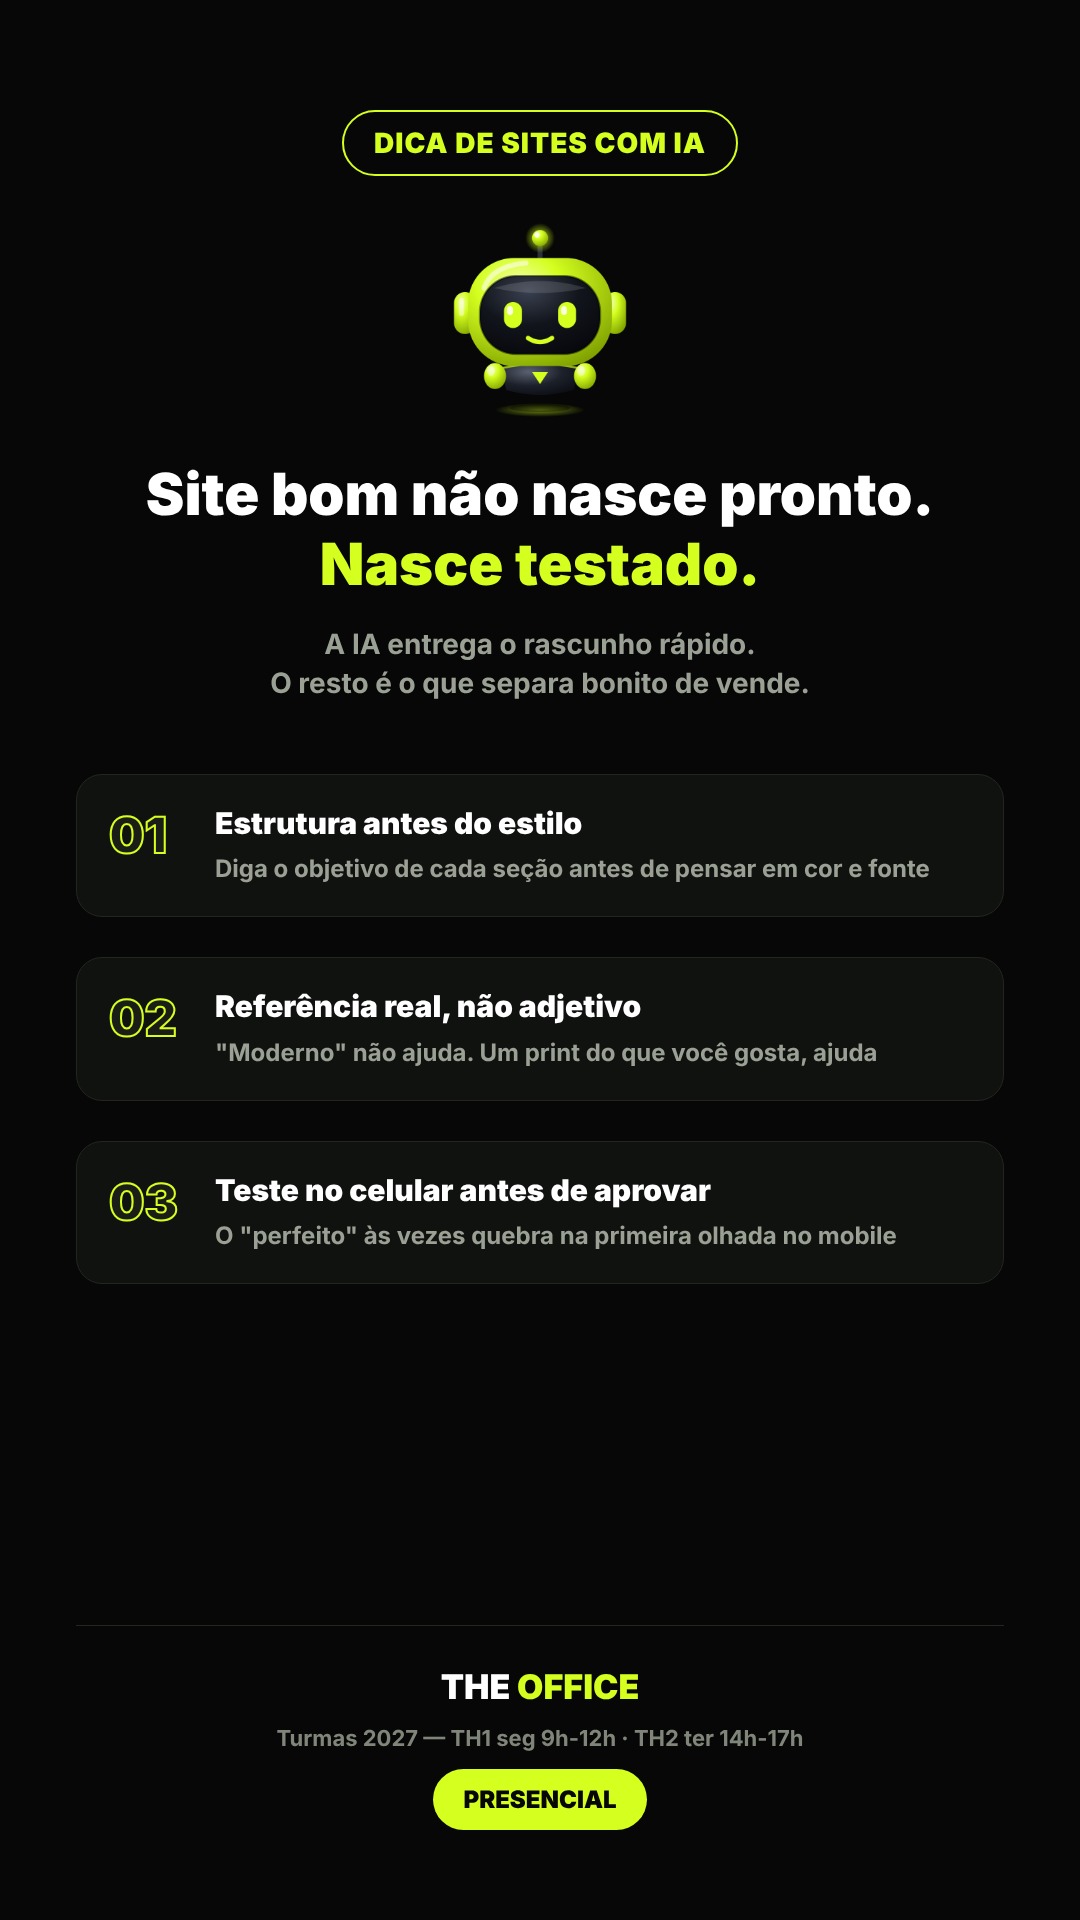 DICA DE SITES COM IA
Site bom não nasce pronto.
Nasce testado.
A IA entrega o rascunho rápido.
O resto é o que separa bonito de vende.
01
Estrutura antes do estilo
Diga o objetivo de cada seção antes de pensar em cor e fonte
02
Referência real, não adjetivo
"Moderno" não ajuda. Um print do que você gosta, ajuda
03
Teste no celular antes de aprovar
O "perfeito" às vezes quebra na primeira olhada no mobile
THE OFFICE
Turmas 2027 — TH1 seg 9h-12h · TH2 ter 14h-17h
PRESENCIAL